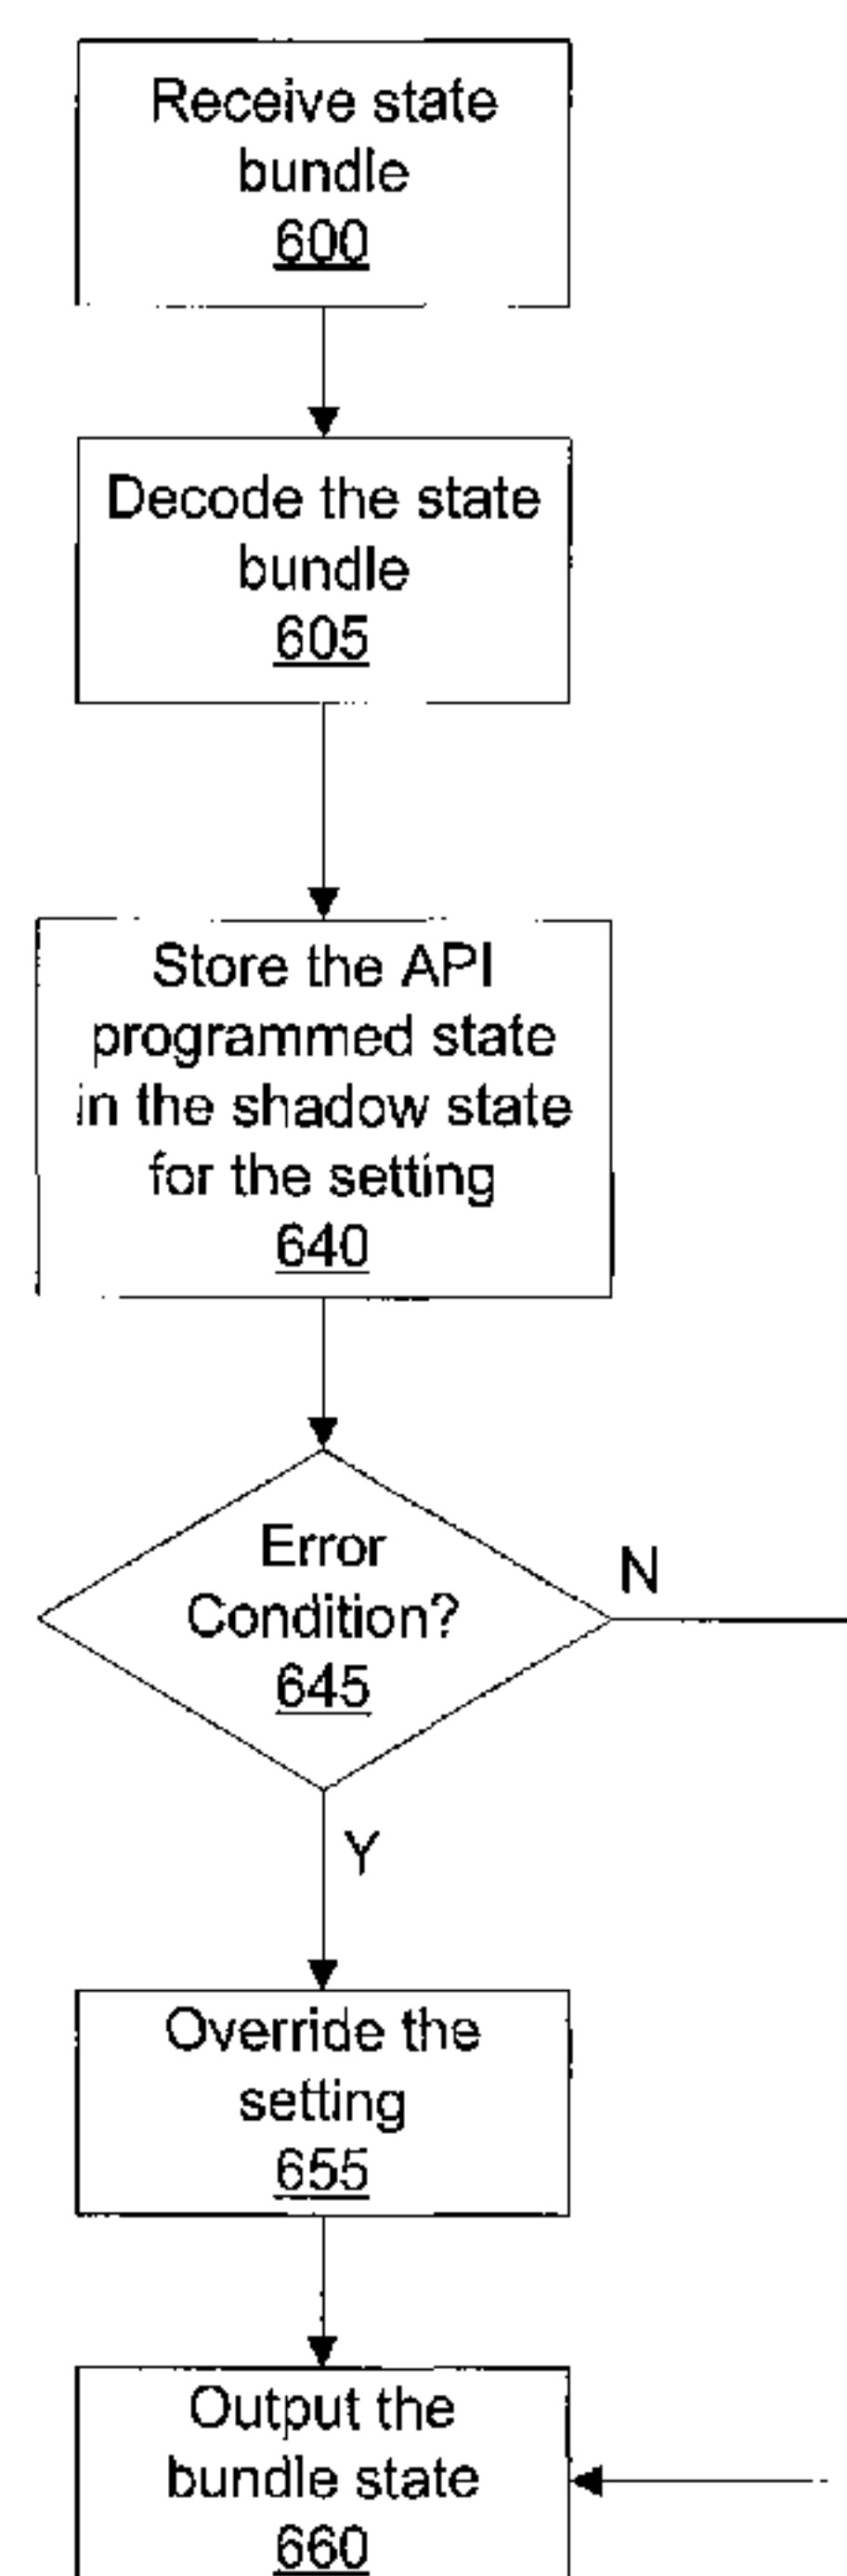 Receive state
bundle
600
Decode the state
bundle
605
Store the API
programmed state
in the shadow state
for the setting
640
Error
Condition?
645
N
Y
Override the
setting
655
Output the
bundle state
660